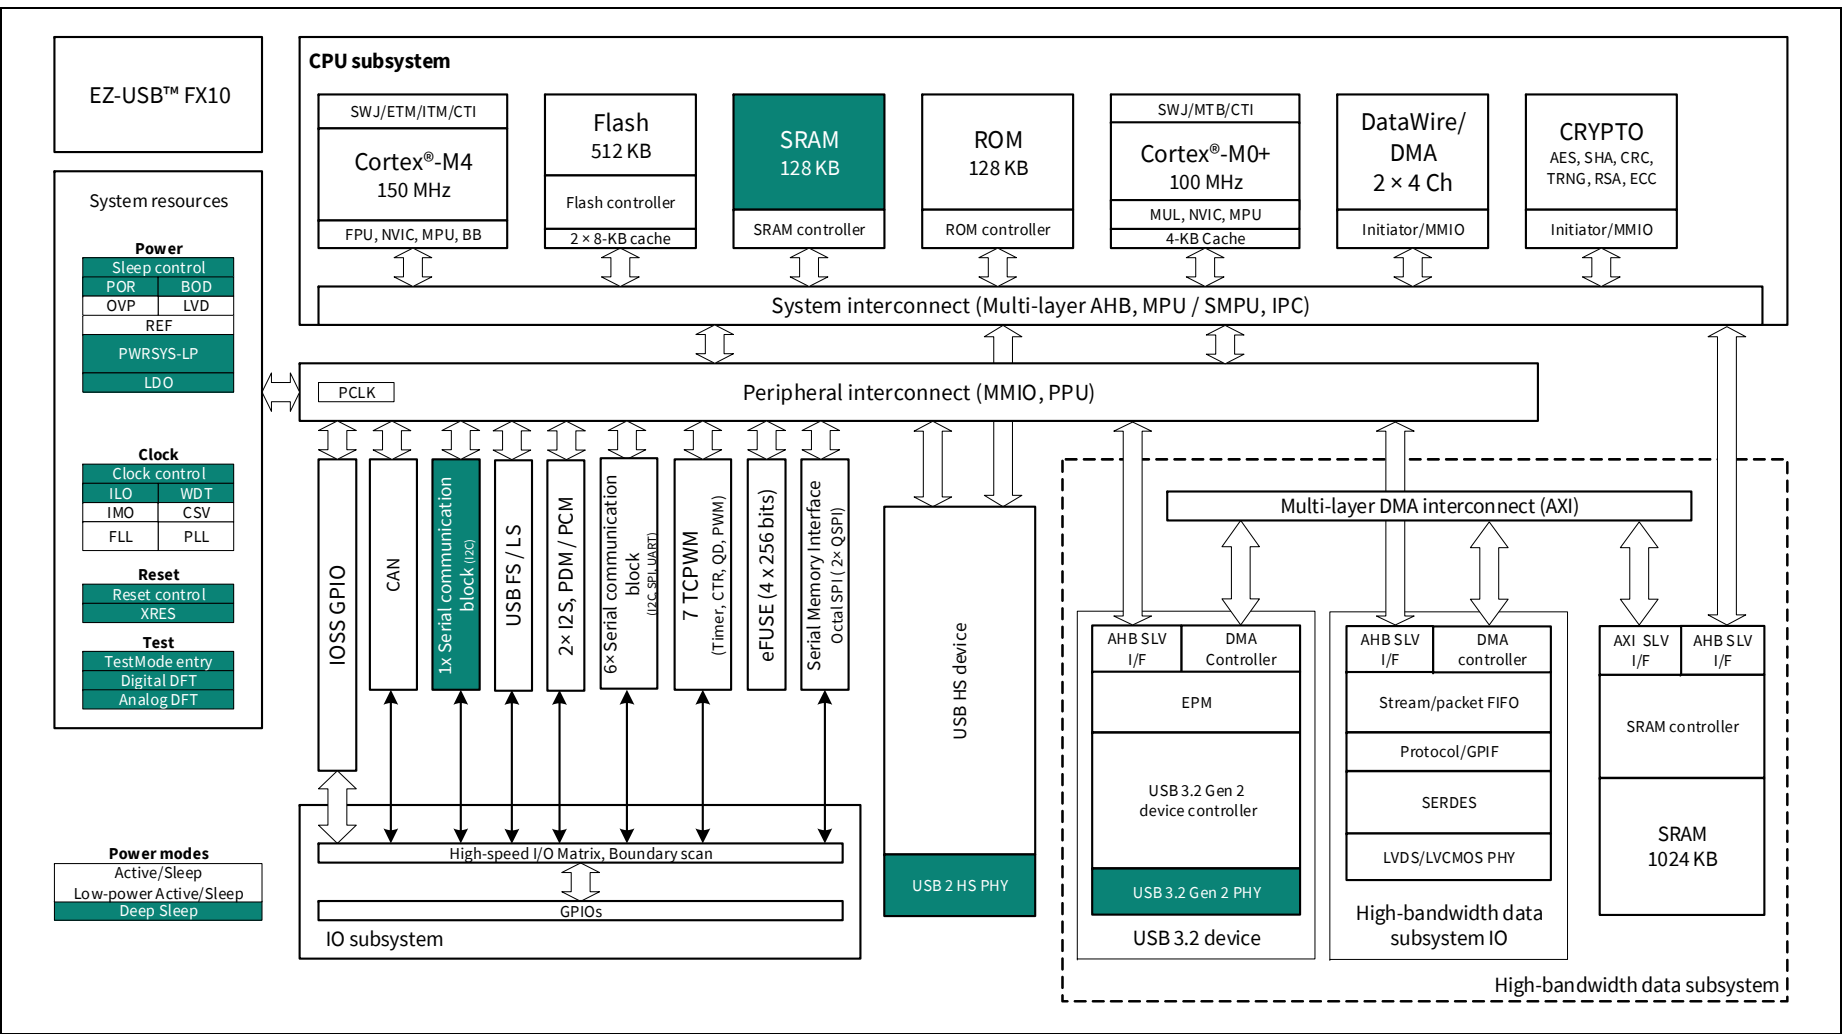 EZ-USB™ FX10
System resources
Power
Sleep control
POR
BOD
OVP
LVD
REF
PWRSYS-LP
LDO
Clock
Clock control
ILO
WDT
IMO
CSV
FLL
PLL
Reset
Reset control
XRES
Test
TestMode entry
Digital DFT
Analog DFT
Power modes
Active/Sleep
Low-power Active/Sleep
Deep Sleep
CPU subsystem
SWJ/ETM/ITM/CTI
Cortex®-M4
150 MHz
FPU, NVIC, MPU, BB
Flash
512 KB
Flash controller
2 × 8-KB cache
SRAM
128 KB
SRAM controller
ROM
128 KB
ROM controller
SWJ/MTB/CTI
Cortex®-M0+
100 MHz
MUL, NVIC, MPU
4-KB Cache
DataWire/
DMA
2 × 4 Ch
Initiator/MMIO
CRYPTO
AES, SHA, CRC,
TRNG, RSA, ECC
Initiator/MMIO
System interconnect (Multi-layer AHB, MPU / SMPU, IPC)
PCLK
Peripheral interconnect (MMIO, PPU)
IOSS GPIO
CAN
1x Serial communication
block (I2C)
USB FS / LS
2× I2S, PDM / PCM
6× Serial communication
block
(I2C, SPI, UART)
7 TCPWM
(Timer, CTR, QD, PWM)
eFUSE (4 x 256 bits)
Serial Memory Interface
Octal SPI ( 2× QSPI)
High-speed I/O Matrix, Boundary scan
GPIOs
IO subsystem
USB HS device
USB 2 HS PHY
Multi-layer DMA interconnect (AXI)
AHB SLV
I/F
DMA
Controller
EPM
USB 3.2 Gen 2
device controller
USB 3.2 Gen 2 PHY
USB 3.2 device
AHB SLV
I/F
DMA
controller
Stream/packet FIFO
Protocol/GPIF
SERDES
LVDS/LVCMOS PHY
High-bandwidth data
subsystem IO
AXI SLV
I/F
AHB SLV
I/F
SRAM controller
SRAM
1024 KB
High-bandwidth data subsystem